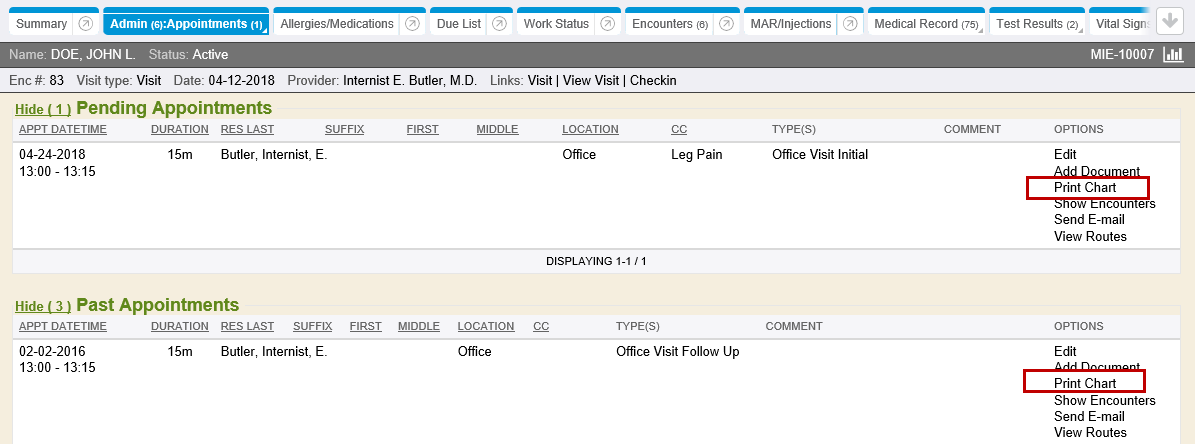 Summary Admin (6):Appointments (1) Allergies/Medications Due List Work Status Encounters (6) MAR/Injections Medical Record (75) Test Results (2) Vital Signs
Name: DOE, JOHN L. Status: Active MIE-10007
Enc #: 83 Visit type: Visit Date: 04-12-2018 Provider: Internist E. Butler, M.D. Links: Visit | View Visit | Checkin
Hide ( 1 ) Pending Appointments
APPT DATETIME DURATION RES LAST SUFFIX FIRST MIDDLE LOCATION CC TYPE(S) COMMENT OPTIONS
04-24-2018 15m Butler, Internist, E. Office Leg Pain Office Visit Initial Edit
13:00 - 13:15 Add Document
Print Chart
Show Encounters
Send E-mail
View Routes
DISPLAYING 1-1 / 1
Hide ( 3 ) Past Appointments
APPT DATETIME DURATION RES LAST SUFFIX FIRST MIDDLE LOCATION CC TYPE(S) COMMENT OPTIONS
02-02-2016 15m Butler, Internist, E. Office Office Visit Follow Up Edit
13:00 - 13:15 Add Document
Print Chart
Show Encounters
Send E-mail
View Routes